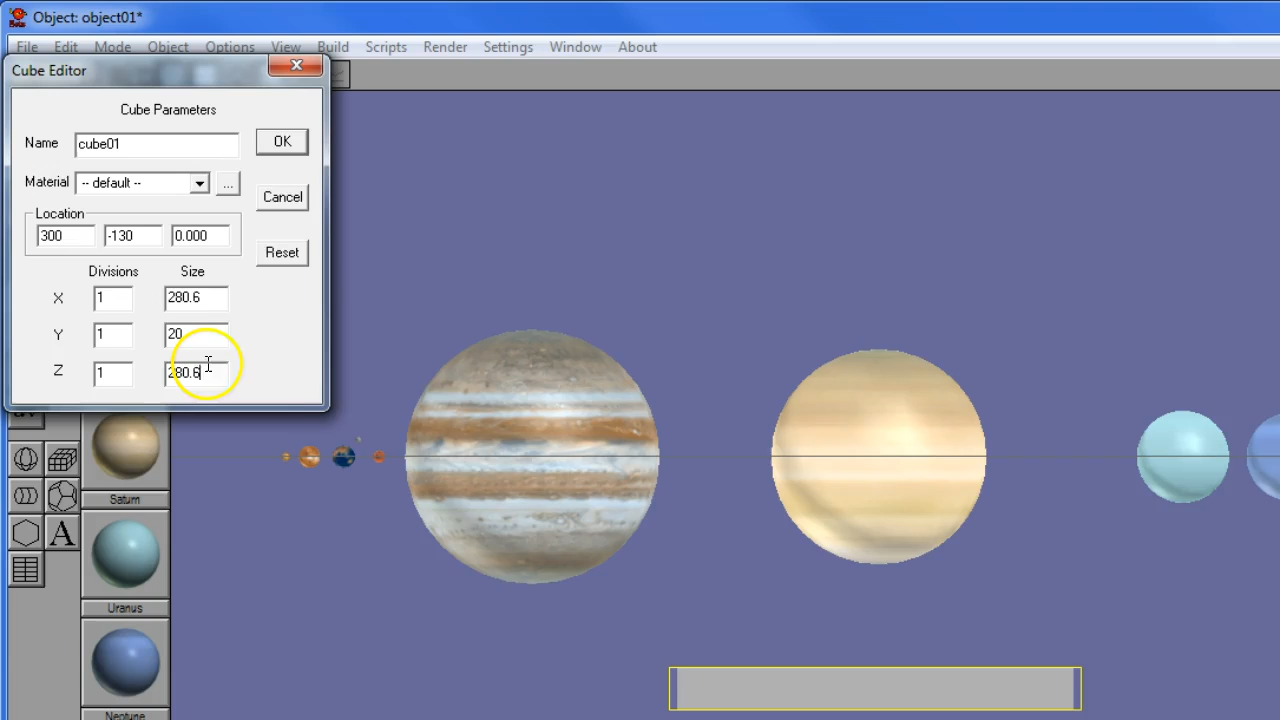 Object: object01*
File Edit Mode Object Options View Build Scripts Render Settings Window About
Cube Editor
Cube Parameters
Name cube01 OK
Material -- default -- ...
Cancel
Location
300 -130 0.000
Reset
Divisions Size
X 1 280.6
Y 1 20
Z 1 280.6
Saturn
A
Uranus
Neptune